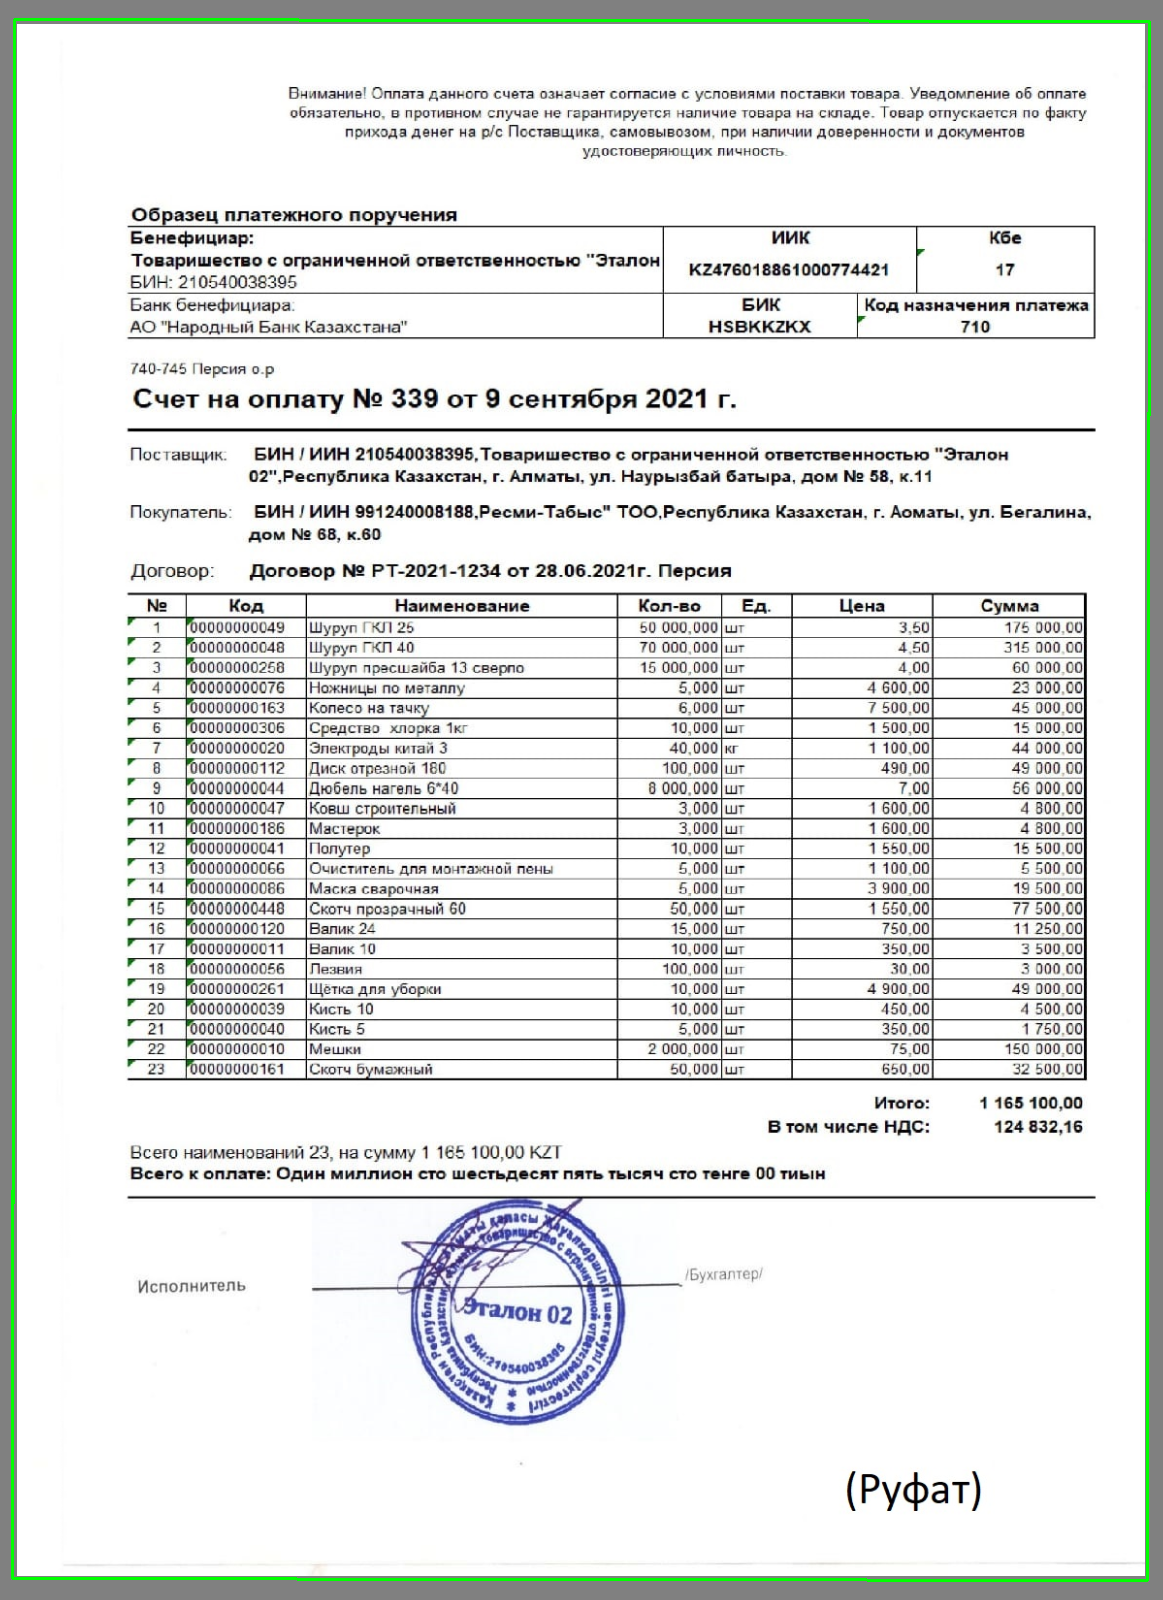 Внимание! Оплата данного счета означает согласие с условиями поставки товара. Уведомление об оплате
обязательно, в противном случае не гарантируется наличие товара на складе. Товар отпускается по факту
прихода денег на р/с Поставщика, самовывозом, при наличии доверенности и документов
удостоверяющих личность.
Образец платежного поручения
Бенефициар: ИИК Кбе
Товаришество с ограниченной ответственностью "Эталон KZ476018861000774421 17
БИН: 210540038395
Банк бенефициара: БИК Код назначения платежа
АО "Народный Банк Казахстана" HSBKKZKX 710
740-745 Персия о.р
Счет на оплату № 339 от 9 сентября 2021 г.
Поставщик: БИН / ИИН 210540038395,Товаришество с ограниченной ответственностью "Эталон
02",Республика Казахстан, г. Алматы, ул. Наурызбай батыра, дом № 58, к.11
Покупатель: БИН / ИИН 991240008188,Ресми-Табыс" ТОО,Республика Казахстан, г. Аоматы, ул. Бегалина,
дом № 68, к.60
Договор: Договор № РТ-2021-1234 от 28.06.2021г. Персия
№ Код Наименование Кол-во Ед. Цена Сумма
1 00000000049 Шуруп ГКЛ 25 50 000,000 шт 3,50 175 000,00
2 00000000048 Шуруп ГКЛ 40 70 000,000 шт 4,50 315 000,00
3 00000000258 Шуруп пресшайба 13 сверло 15 000,000 шт 4,00 60 000,00
4 00000000076 Ножницы по металлу 5,000 шт 4 600,00 23 000,00
5 00000000163 Колесо на тачку 6,000 шт 7 500,00 45 000,00
6 00000000306 Средство хлорка 1кг 10,000 шт 1 500,00 15 000,00
7 00000000020 Электроды китай 3 40,000 кг 1 100,00 44 000,00
8 00000000112 Диск отрезной 180 100,000 шт 490,00 49 000,00
9 00000000044 Дюбель нагель 6*40 8 000,000 шт 7,00 56 000,00
10 00000000047 Ковш строительный 3,000 шт 1 600,00 4 800,00
11 00000000186 Мастерок 3,000 шт 1 600,00 4 800,00
12 00000000041 Полутер 10,000 шт 1 550,00 15 500,00
13 00000000066 Очиститель для монтажной пены 5,000 шт 1 100,00 5 500,00
14 00000000086 Маска сварочная 5,000 шт 3 900,00 19 500,00
15 00000000448 Скотч прозрачный 60 50,000 шт 1 550,00 77 500,00
16 00000000120 Валик 24 15,000 шт 750,00 11 250,00
17 00000000011 Валик 10 10,000 шт 350,00 3 500,00
18 00000000056 Лезвия 100,000 шт 30,00 3 000,00
19 00000000261 Щётка для уборки 10,000 шт 4 900,00 49 000,00
20 00000000039 Кисть 10 10,000 шт 450,00 4 500,00
21 00000000040 Кисть 5 5,000 шт 350,00 1 750,00
22 00000000010 Мешки 2 000,000 шт 75,00 150 000,00
23 00000000161 Скотч бумажный 50,000 шт 650,00 32 500,00
Итого: 1 165 100,00
В том числе НДС: 124 832,16
Всего наименований 23, на сумму 1 165 100,00 KZT
Всего к оплате: Один миллион сто шестьдесят пять тысяч сто тенге 00 тиын
Исполнитель /Бухгалтер/
Қазақстан Республикасы Алматы қаласы Жауапкершілігі шектеулі серіктестігі
Республика Казахстан Товарищество с ограниченной ответственностью
Эталон 02
БИН:210540038395
(Руфат)